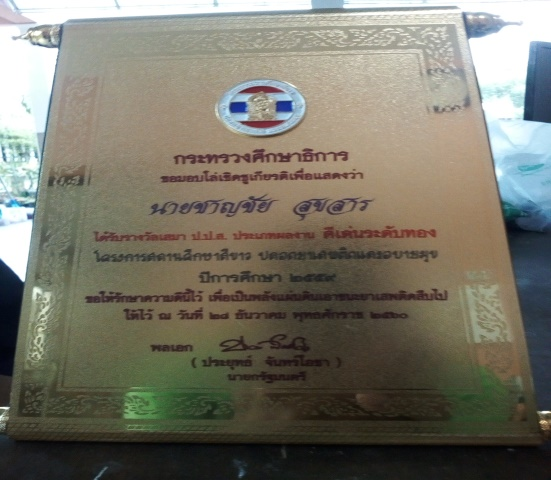 กระทรวงศึกษาธิการ
ขอมอบโล่เชิดชูเกียรติเพื่อแสดงว่า
นายชาญชัย สุขสาร
ได้รับรางวัลเสมา ป.ป.ส. ประเภทผลงาน ดีเด่นระดับทอง
โครงการสถานศึกษาสีขาว ปลอดยาเสพติดและอบายมุข
ปีการศึกษา ๒๕๕๙
ขอให้รักษาความดีนี้ไว้ เพื่อเป็นพลังแผ่นดินเอาชนะยาเสพติดสืบไป
ให้ไว้ ณ วันที่ ๒๘ ธันวาคม พุทธศักราช ๒๕๖๐
พลเอก
( ประยุทธ์ จันทร์โอชา )
นายกรัฐมนตรี